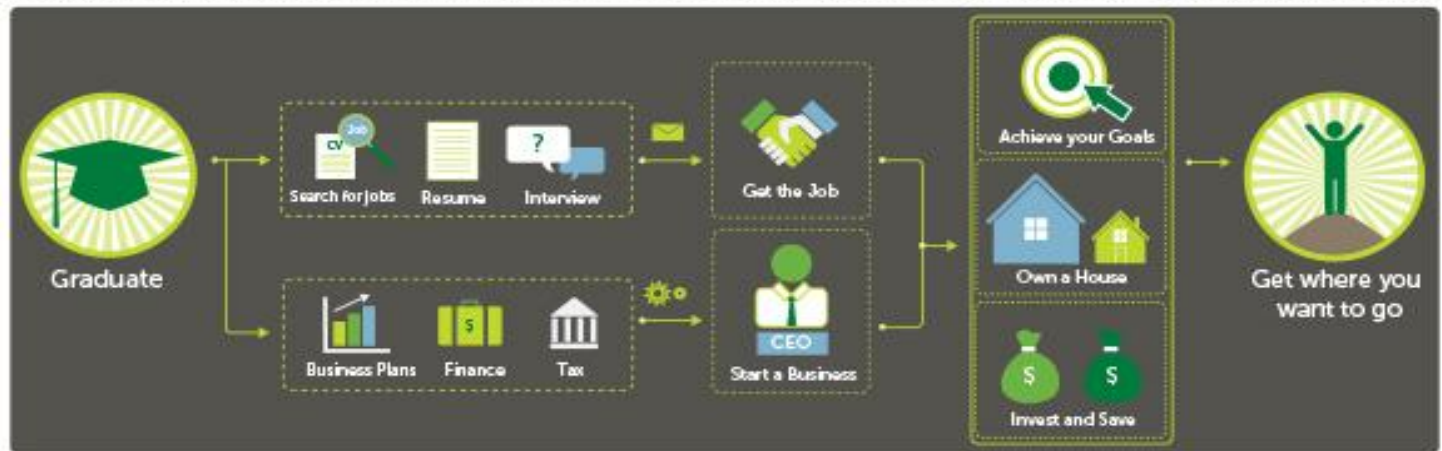 Graduate
CV
Job
Search for Jobs
Resume
?
Interview
Business Plans
$
Finance
Tax
Get the Job
CEO
Start a Business
Achieve your Goals
Own a House
$
$
Invest and Save
Get where you
want to go